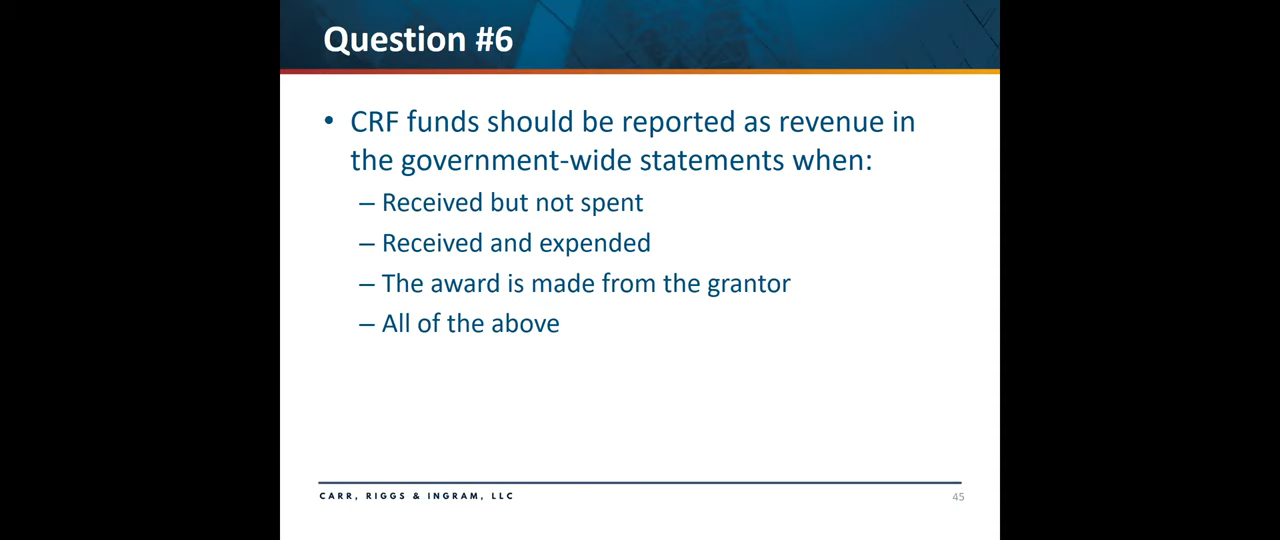 Question #6
• CRF funds should be reported as revenue in
the government-wide statements when:
– Received but not spent
– Received and expended
– The award is made from the grantor
– All of the above
CARR, RIGGS & INGRAM, LLC
45